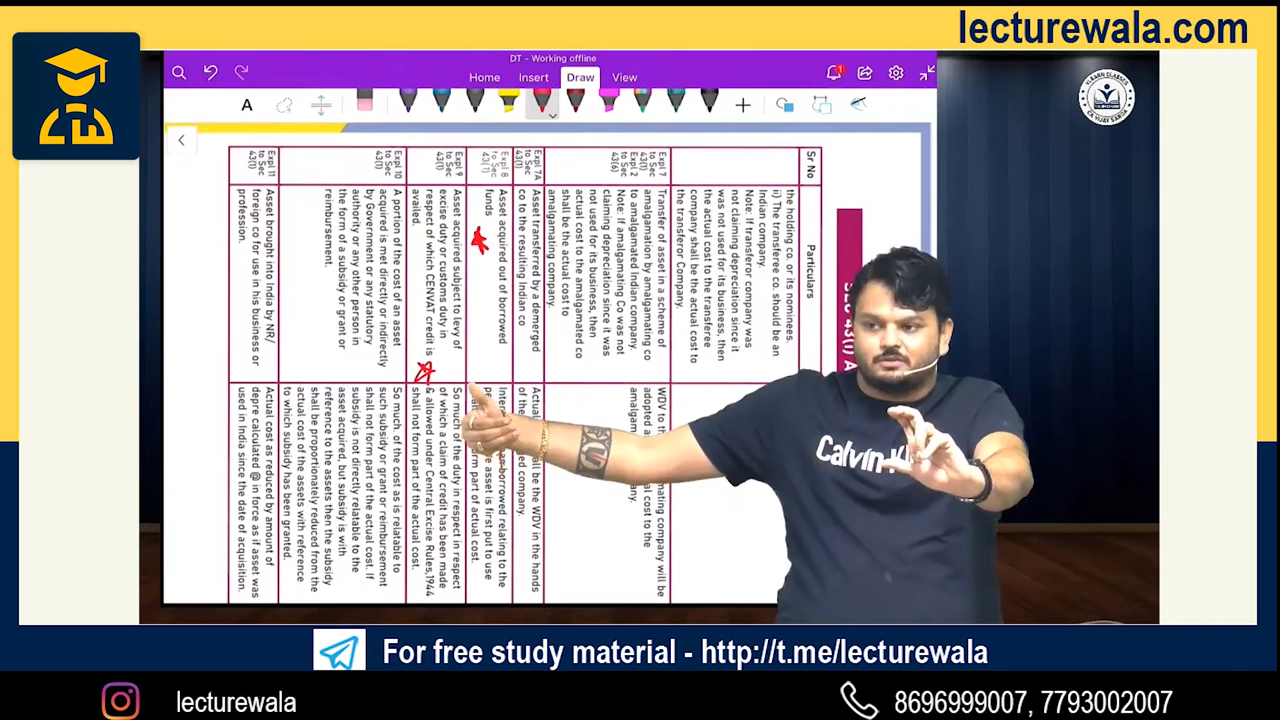 lecturewala.com
DT - Working offline
Home Insert Draw View
1
A
YLEARN CLASSES
CA VIJAY SARDA
SEC 43(1) A
Sr No
Particulars
the holding co. or its nominees.
ii) The transferee co. should be an
Indian company.
Note: If transferor company was
not claiming depreciation since it
was not used for its business, then
the actual cost to the transferee
company shall be the actual cost to
the transferor Company.
Expl 7
to Sec
43(1)
Expl 2
to Sec
43(6)
Transfer of asset in a scheme of
amalgamation by amalgamating co
to amalgamated Indian company.
Note: If amalgamating Co was not
claiming depreciation since it was
not used for its business, then
actual cost to the amalgamated co
shall be the actual cost to
amalgamating company.
WDV to the mating company will be
adopted as al cost to the
amalgam ny.
Expl 7A
to Sec
43(1)
Asset transferred by a demerged
co to the resulting Indian co
Actual all be the WDV in the hands
of the ed company.
Expl 8
to Sec
43(1)
Asset acquired out of borrowed
funds
Inter borrowed relating to the
asset is first put to use
form part of actual cost.
Expl 9
to Sec
43(1)
Asset acquired subject to levy of
excise duty or customs duty in
respect of which CENVAT credit is
availed.
So much of the duty in respect
of which a claim of credit has been made
& allowed under Central Excise Rules,1944
shall not form part of the actual cost.
Expl 10
to Sec
43(1)
A portion of the cost of an asset
acquired is met directly or indirectly
by Government or any statutory
authority or any other person in
the form of a subsidy or grant or
reimbursement.
So much of the cost as is relatable to
such subsidy or grant or reimbursement
shall not form part of the actual cost. If
subsidy is not directly relatable to the
asset acquired, but subsidy is with
reference to the assets then the subsidy
shall be proportionately reduced from the
actual cost of the assets with reference
to which subsidy has been granted.
Expl 11
to Sec
43(1)
Asset brought into India by NR/
foreign co for use in his business or
profession.
Actual cost as reduced by amount of
depre calculated @ in force as if asset was
used in India since the date of acquisition.
Calvin K
For free study material - http://t.me/lecturewala
lecturewala
8696999007, 7793002007